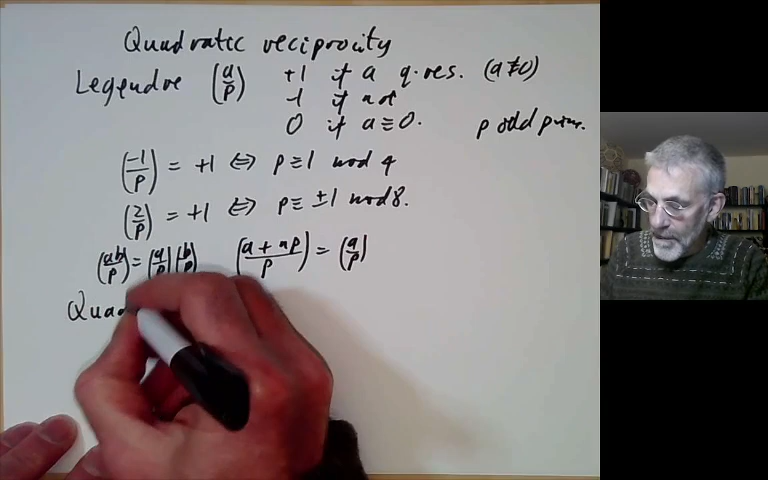 Quadratic reciprocity
Legendre (a/p) +1 if a q. res. (a≢0)
-1 if not
0 if a ≡ 0. p odd prime.
(-1/p) = +1 ⇔ p ≡ 1 mod 4
(2/p) = +1 ⇔ p ≡ ±1 mod 8.
(ab/p) = (a/p)(b/p) (a + np/p) = (a/p)
Quad